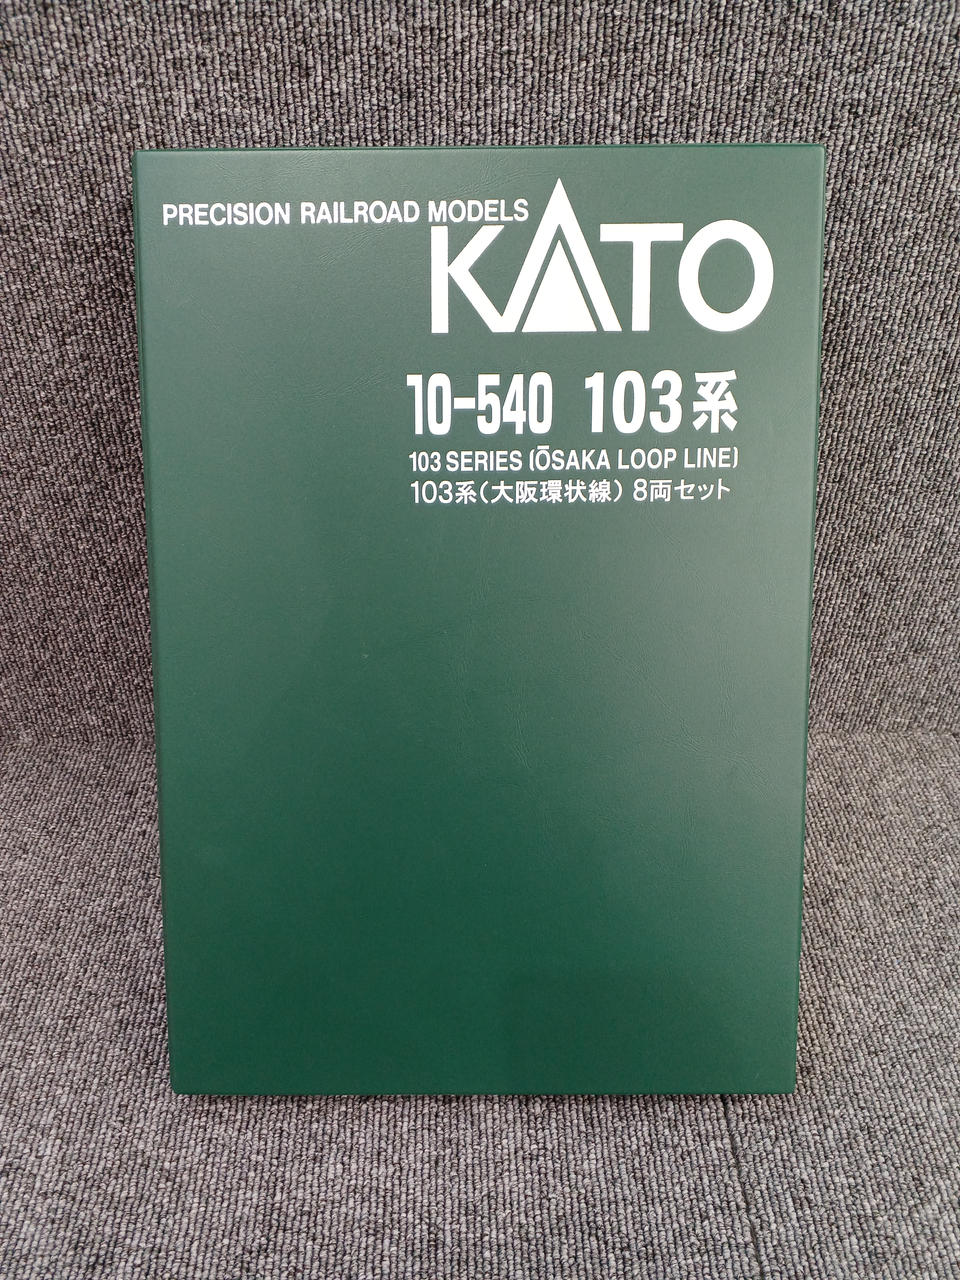 PRECISION RAILROAD MODELS
KATO
10-540 103系
103 SERIES (ŌSAKA LOOP LINE)
103系(大阪環状線) 8両セット